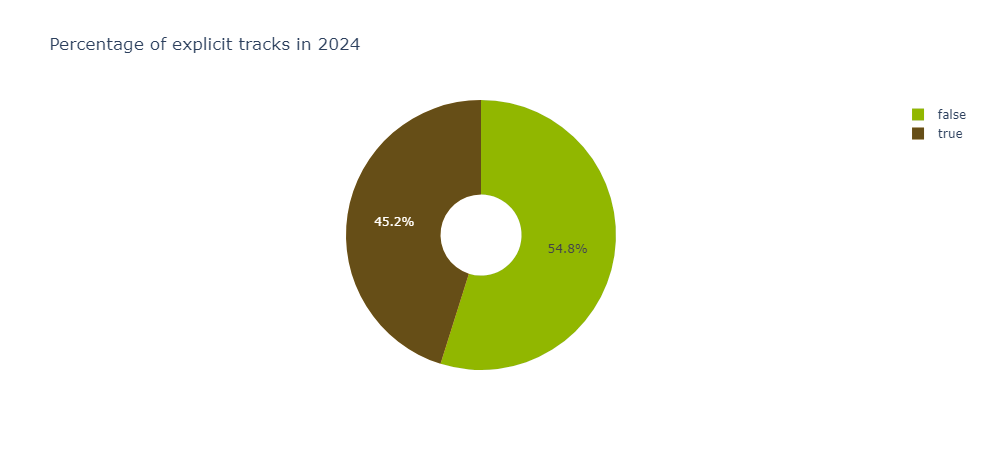 Percentage of explicit tracks in 2024
false
true
45.2%
54.8%